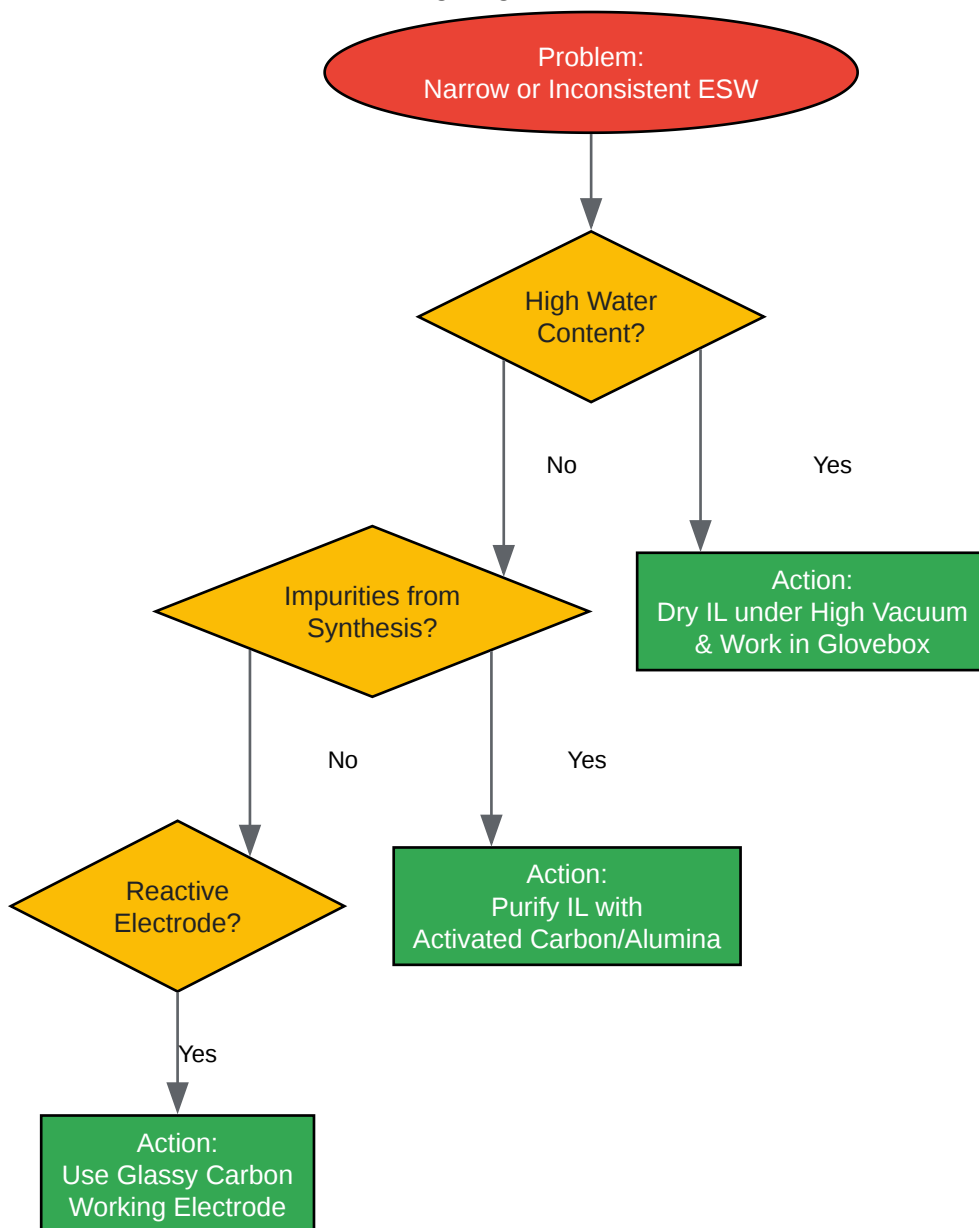 Problem:
Narrow or Inconsistent ESW
High Water
Content?
No
Yes
Impurities from
Synthesis?
Action:
Dry IL under High Vacuum
& Work in Glovebox
No
Yes
Reactive
Electrode?
Action:
Purify IL with
Activated Carbon/Alumina
Yes
Action:
Use Glassy Carbon
Working Electrode